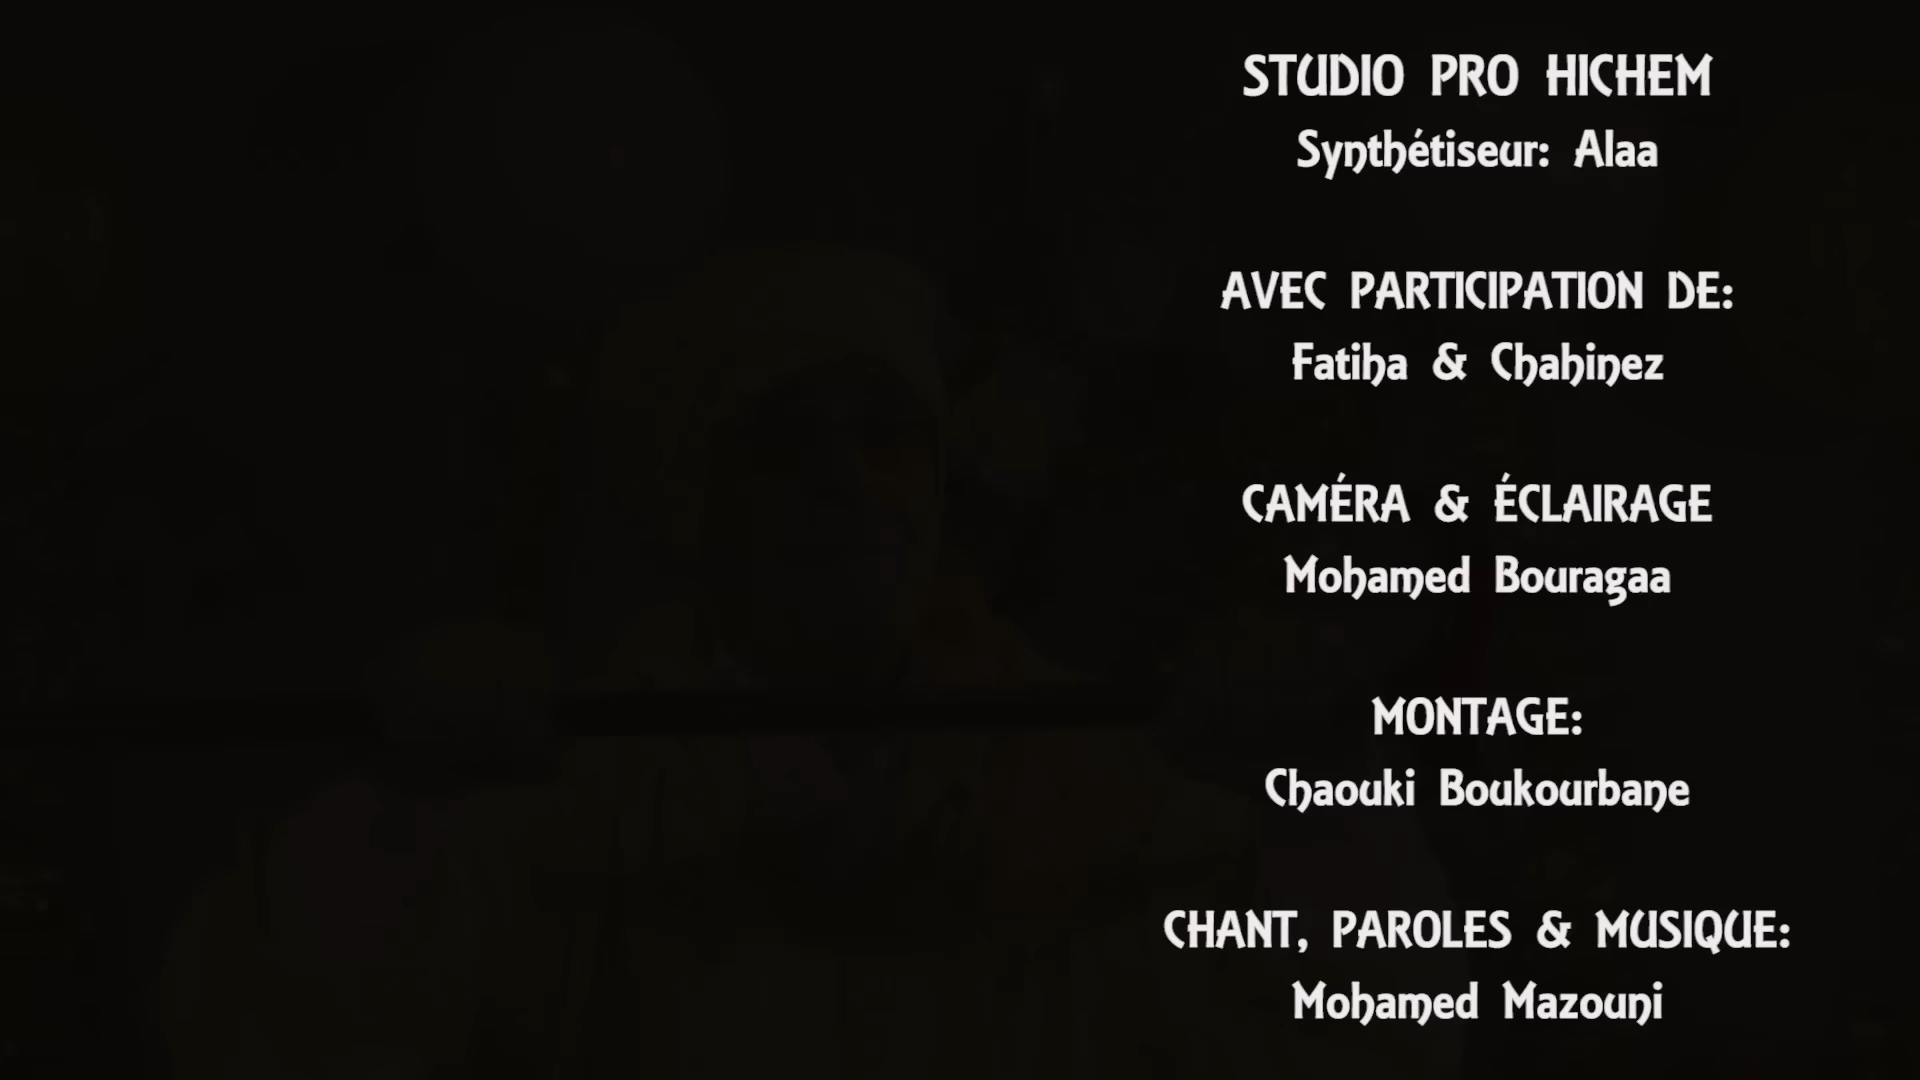 STUDIO PRO HICHEM
Synthétiseur: Alaa
AVEC PARTICIPATION DE:
Fatiha & Chahinez
CAMÉRA & ÉCLAIRAGE
Mohamed Bouragaa
MONTAGE:
Chaouki Boukourbane
CHANT, PAROLES & MUSIQUE:
Mohamed Mazouni